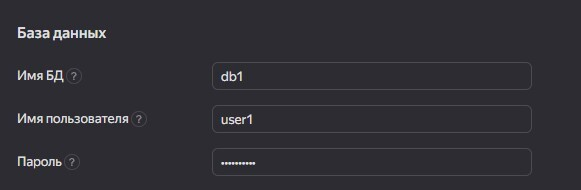 База данных
Имя БД ? db1
Имя пользователя ? user1
Пароль ? ••••••••••